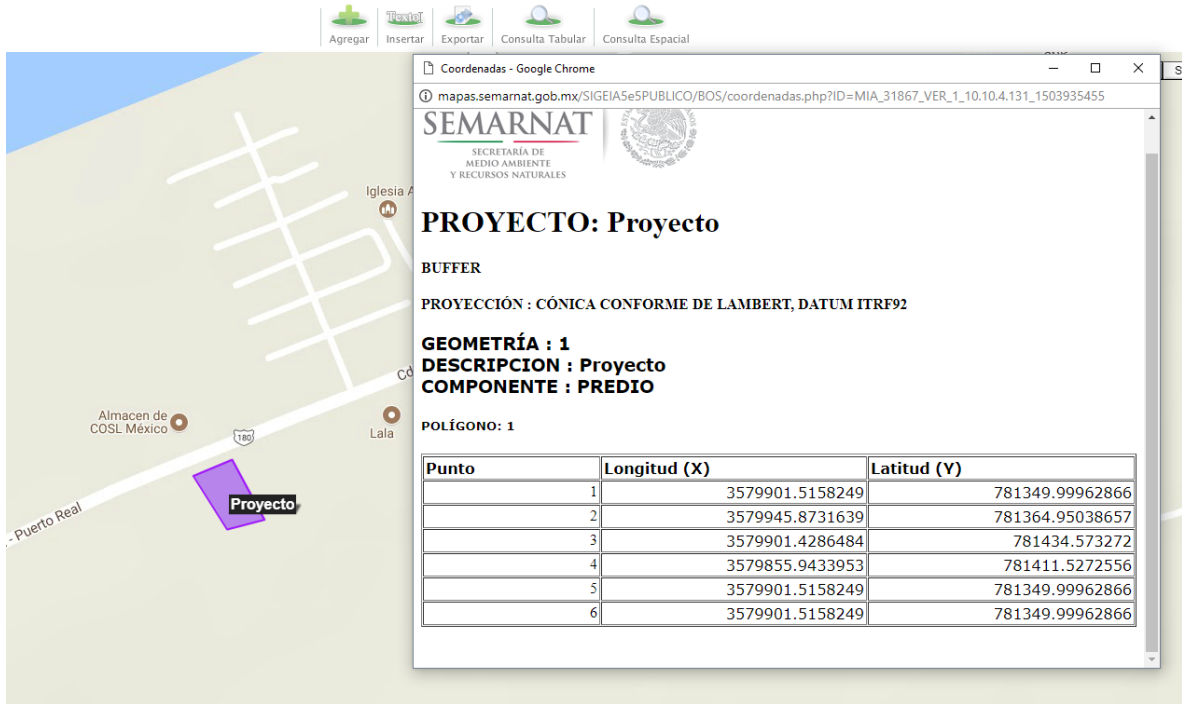 Agregar
Insertar
Exportar
Consulta Tabular
Consulta Espacial
Texto
Coordenadas - Google Chrome
mapas.semarnat.gob.mx/SIGEIA5e5PUBLICO/BOS/coordenadas.php?ID=MIA_31867_VER_1_10.10.4.131_1503935455
SEMARNAT
SECRETARÍA DE
MEDIO AMBIENTE
Y RECURSOS NATURALES
PROYECTO: Proyecto
BUFFER
PROYECCIÓN : CÓNICA CONFORME DE LAMBERT, DATUM ITRF92
GEOMETRÍA : 1
DESCRIPCION : Proyecto
COMPONENTE : PREDIO
POLÍGONO: 1
Punto Longitud (X) Latitud (Y)
1 3579901.5158249 781349.99962866
2 3579945.8731639 781364.95038657
3 3579901.4286484 781434.573272
4 3579855.9433953 781411.5272556
5 3579901.5158249 781349.99962866
6 3579901.5158249 781349.99962866
Iglesia A
Cd
Almacen de
COSL México
180
Lala
Proyecto
- Puerto Real
S